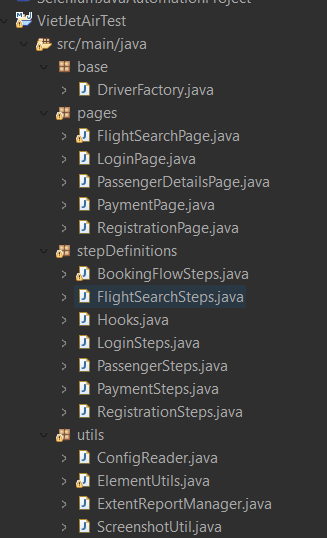 SeleniumJavaAutomationProject
VietJetAirTest
src/main/java
base
DriverFactory.java
pages
FlightSearchPage.java
LoginPage.java
PassengerDetailsPage.java
PaymentPage.java
RegistrationPage.java
stepDefinitions
BookingFlowSteps.java
FlightSearchSteps.java
Hooks.java
LoginSteps.java
PassengerSteps.java
PaymentSteps.java
RegistrationSteps.java
utils
ConfigReader.java
ElementUtils.java
ExtentReportManager.java
ScreenshotUtil.java